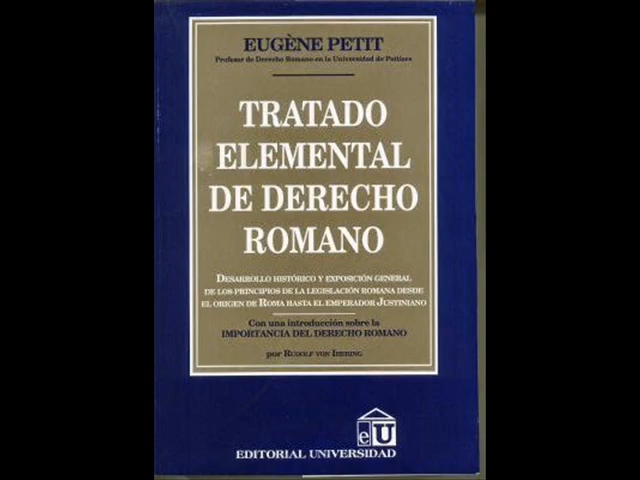 EUGÈNE PETIT
Profesor de Derecho Romano en la Universidad de Poitiers
TRATADO
ELEMENTAL
DE DERECHO
ROMANO
DESARROLLO HISTÓRICO Y EXPOSICIÓN GENERAL
DE LOS PRINCIPIOS DE LA LEGISLACIÓN ROMANA DESDE
EL ORIGEN DE ROMA HASTA EL EMPERADOR JUSTINIANO
Con una introducción sobre la
IMPORTANCIA DEL DERECHO ROMANO
por RUDOLF VON IHERING
eU
EDITORIAL UNIVERSIDAD